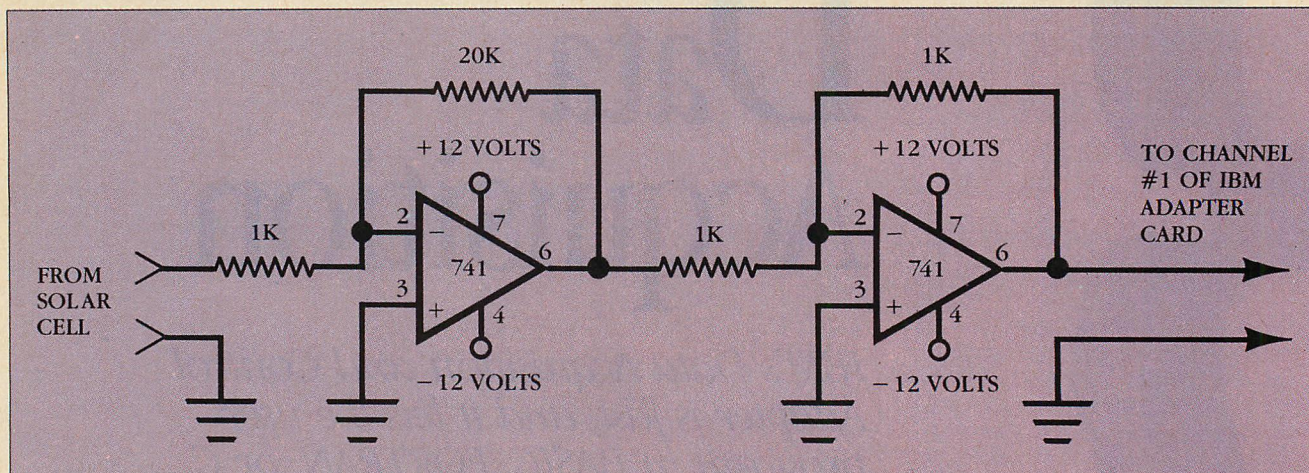 20K
1K
+ 12 VOLTS
+ 12 VOLTS
TO CHANNEL
#1 OF IBM
ADAPTER
CARD
2
7
1K
−
6
741
3
+
4
FROM
SOLAR
CELL
− 12 VOLTS
1K
2
7
−
6
741
3
+
4
− 12 VOLTS